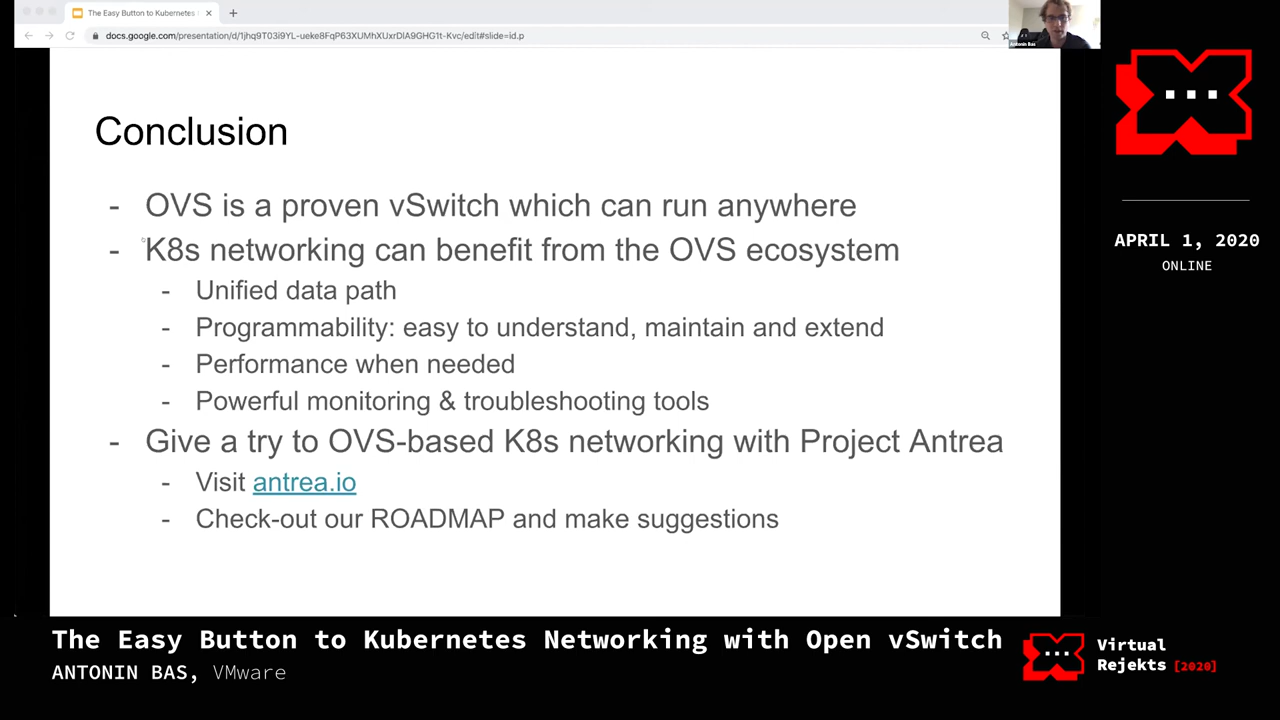 The Easy Button to Kubernetes
docs.google.com/presentation/d/1jhq9T03i9YL-ueke8FqP63XUMhXUxrDIA9GHG1t-Kvc/edit#slide=id.p
Antonin Bas
Conclusion
- OVS is a proven vSwitch which can run anywhere
- K8s networking can benefit from the OVS ecosystem
- Unified data path
- Programmability: easy to understand, maintain and extend
- Performance when needed
- Powerful monitoring & troubleshooting tools
- Give a try to OVS-based K8s networking with Project Antrea
- Visit antrea.io
- Check-out our ROADMAP and make suggestions
APRIL 1, 2020
ONLINE
The Easy Button to Kubernetes Networking with Open vSwitch
ANTONIN BAS, VMware
Virtual
Rejekts [2020]